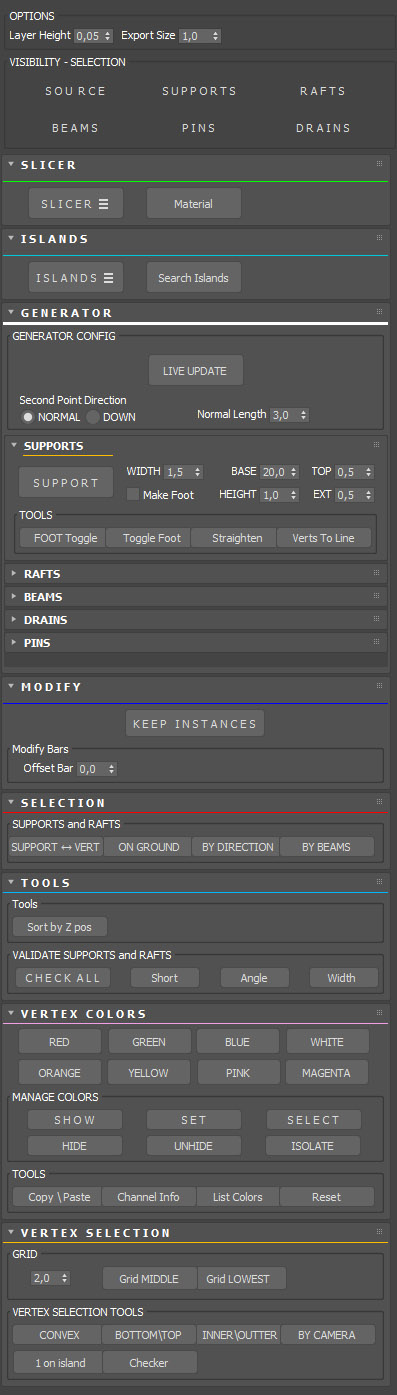 OPTIONS
Layer Height 0,05 Export Size 1,0
VISIBILITY - SELECTION
SOURCE SUPPORTS RAFTS
BEAMS PINS DRAINS
SLICER
SLICER Material
ISLANDS
ISLANDS Search Islands
GENERATOR
GENERATOR CONFIG
LIVE UPDATE
Second Point Direction
NORMAL DOWN Normal Length 3,0
SUPPORTS
SUPPORT WIDTH 1,5 BASE 20,0 TOP 0,5
Make Foot HEIGHT 1,0 EXT 0,5
TOOLS
FOOT Toggle Toggle Foot Straighten Verts To Line
RAFTS
BEAMS
DRAINS
PINS
MODIFY
KEEP INSTANCES
Modify Bars
Offset Bar 0,0
SELECTION
SUPPORTS and RAFTS
SUPPORT ↔ VERT ON GROUND BY DIRECTION BY BEAMS
TOOLS
Tools
Sort by Z pos
VALIDATE SUPPORTS and RAFTS
CHECK ALL Short Angle Width
VERTEX COLORS
RED GREEN BLUE WHITE
ORANGE YELLOW PINK MAGENTA
MANAGE COLORS
SHOW SET SELECT
HIDE UNHIDE ISOLATE
TOOLS
Copy \ Paste Channel Info List Colors Reset
VERTEX SELECTION
GRID
2,0 Grid MIDDLE Grid LOWEST
VERTEX SELECTION TOOLS
CONVEX BOTTOM\TOP INNER\OUTTER BY CAMERA
1 on island Checker